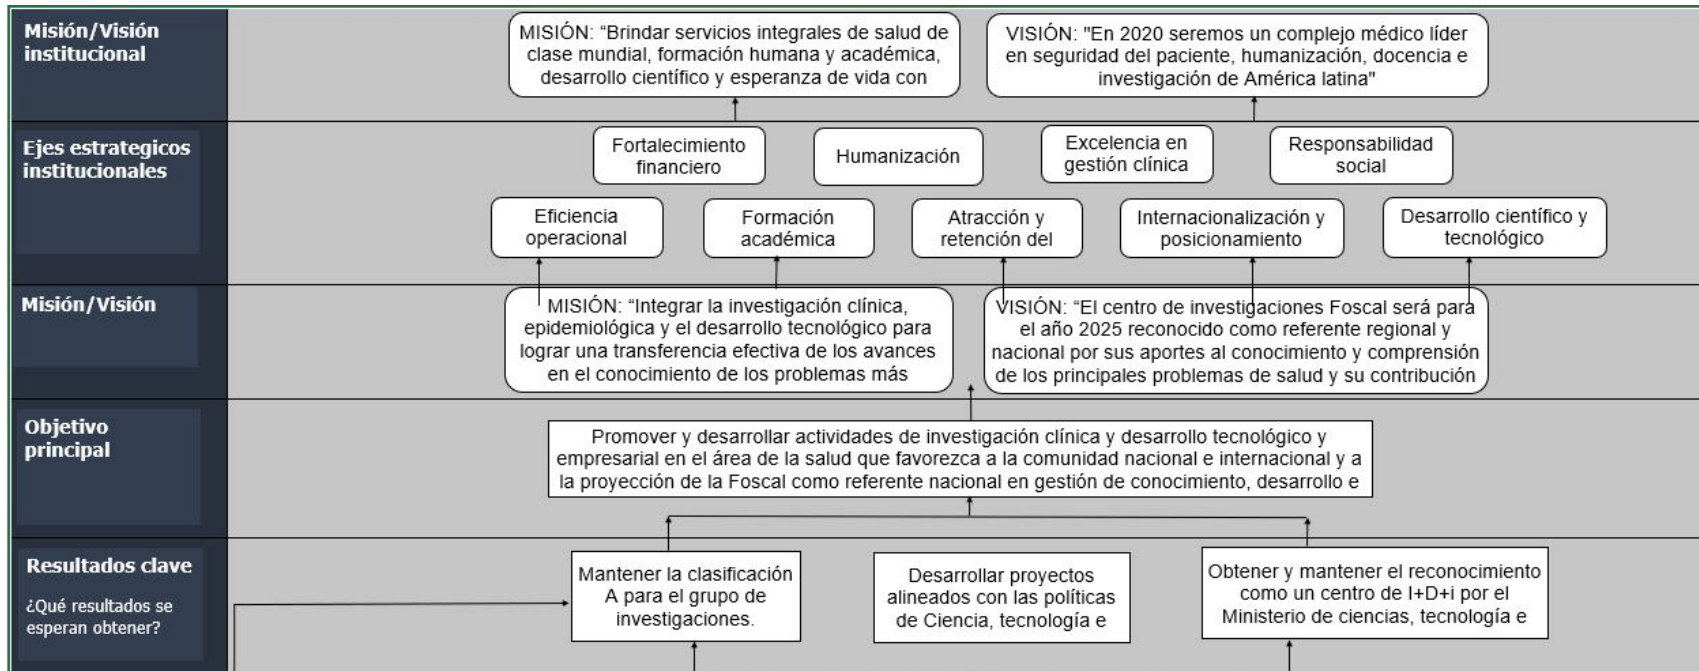 Misión/Visión
institucional
MISIÓN: “Brindar servicios integrales de salud de
clase mundial, formación humana y académica,
desarrollo científico y esperanza de vida con
VISIÓN: "En 2020 seremos un complejo médico líder
en seguridad del paciente, humanización, docencia e
investigación de América latina"
Ejes estrategicos
institucionales
Fortalecimiento
financiero
Humanización
Excelencia en
gestión clínica
Responsabilidad
social
Eficiencia
operacional
Formación
académica
Atracción y
retención del
Internacionalización y
posicionamiento
Desarrollo científico y
tecnológico
Misión/Visión
MISIÓN: “Integrar la investigación clínica,
epidemiológica y el desarrollo tecnológico para
lograr una transferencia efectiva de los avances
en el conocimiento de los problemas más
VISIÓN: “El centro de investigaciones Foscal será para
el año 2025 reconocido como referente regional y
nacional por sus aportes al conocimiento y comprensión
de los principales problemas de salud y su contribución
Objetivo
principal
Promover y desarrollar actividades de investigación clínica y desarrollo tecnológico y
empresarial en el área de la salud que favorezca a la comunidad nacional e internacional y a
la proyección de la Foscal como referente nacional en gestión de conocimiento, desarrollo e
Resultados clave
¿Qué resultados se
esperan obtener?
Mantener la clasificación
A para el grupo de
investigaciones.
Desarrollar proyectos
alineados con las políticas
de Ciencia, tecnología e
Obtener y mantener el reconocimiento
como un centro de I+D+i por el
Ministerio de ciencias, tecnología e